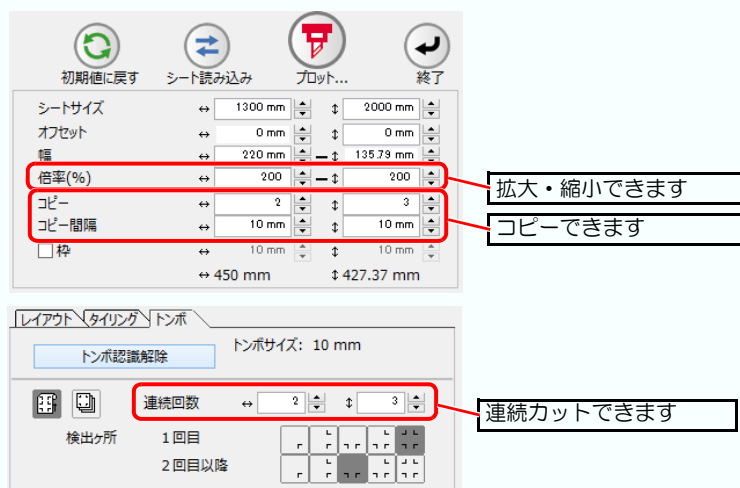 初期値に戻す シート読み込み プロット... 終了
シートサイズ ↔ 1300 mm ↕ 2000 mm
オフセット ↔ 0 mm ↕ 0 mm
幅 ↔ 220 mm ↕ 135.79 mm
倍率(%) ↔ 200 ↕ 200
拡大・縮小できます
コピー ↔ 2 ↕ 3
コピー間隔 ↔ 10 mm ↕ 10 mm
コピーできます
枠 ↔ 10 mm ↕ 10 mm
↔ 450 mm ↕ 427.37 mm
レイアウト タイリング トンボ
トンボ認識解除 トンボサイズ: 10 mm
連続回数 ↔ 2 ↕ 3
連続カットできます
検出ヶ所 1回目
2回目以降